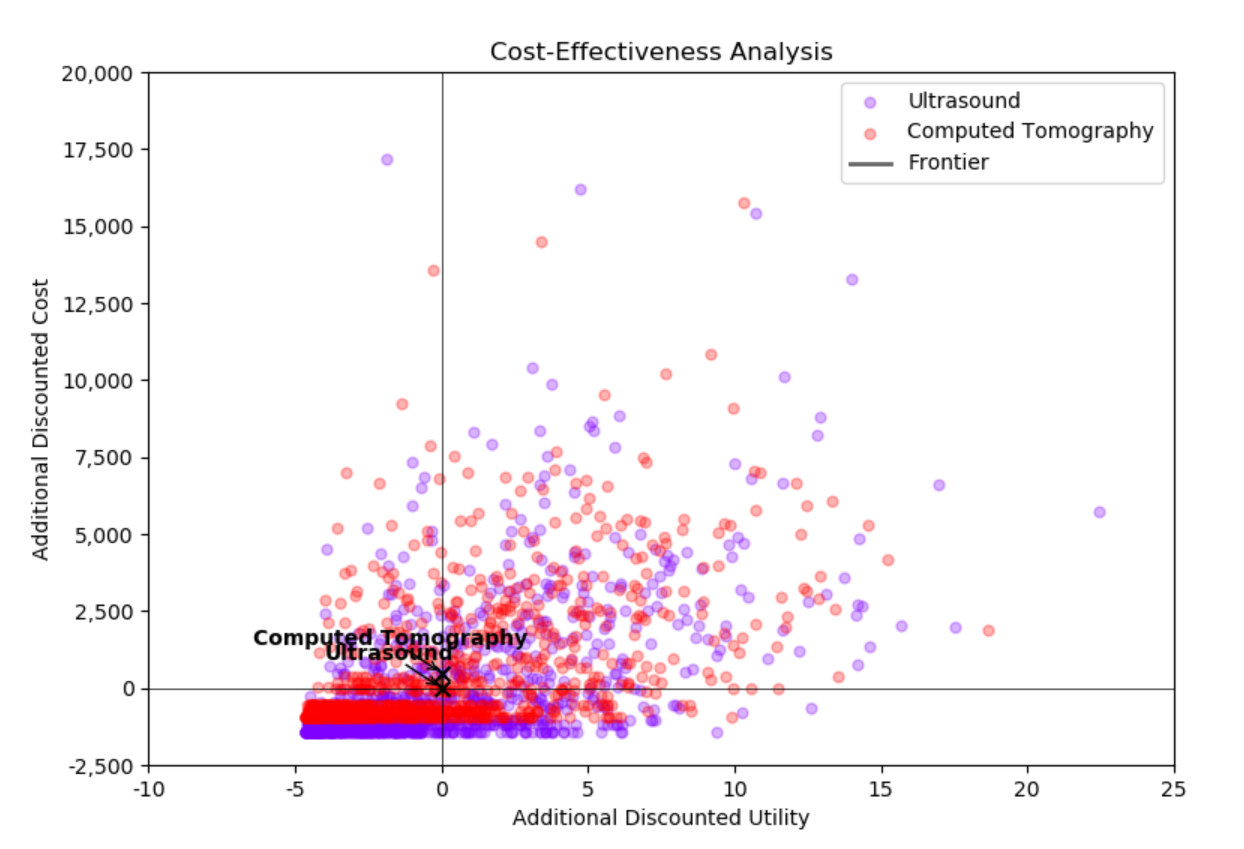 Cost-Effectiveness Analysis
20,000
17,500
15,000
12,500
10,000
7,500
5,000
2,500
0
-2,500
Additional Discounted Cost
Ultrasound
Computed Tomography
Frontier
Computed Tomography
Ultrasound
-10
-5
0
5
10
15
20
25
Additional Discounted Utility